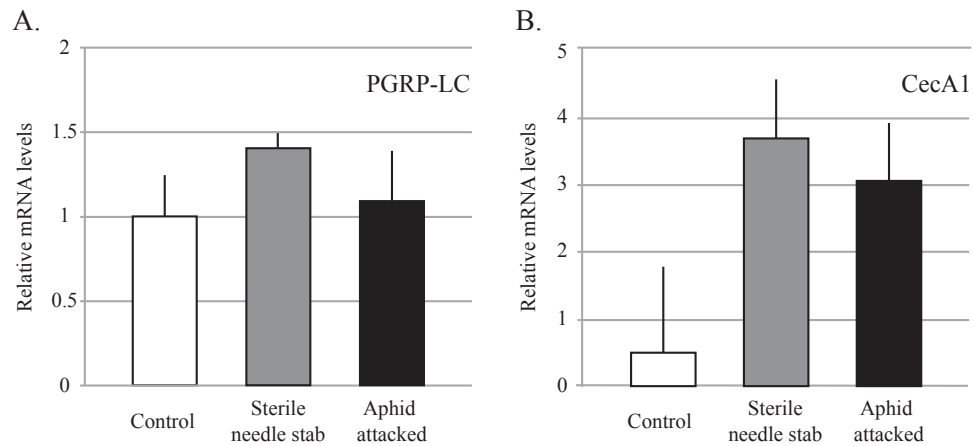 A.
PGRP-LC
Relative mRNA levels
2
1.5
1
0.5
0
Control
Sterile
needle stab
Aphid
attacked
B.
CecA1
Relative mRNA levels
5
4
3
2
1
0
Control
Sterile
needle stab
Aphid
attacked